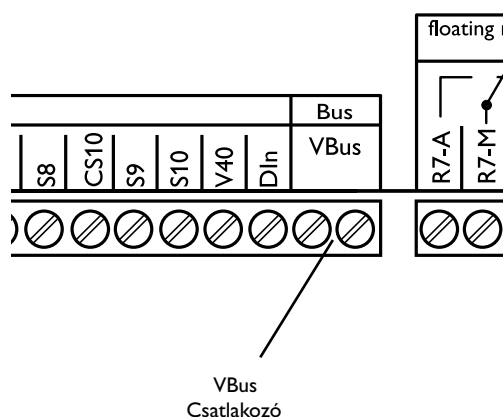 floating
Bus
VBus
S8
CS10
S9
S10
V40
DIn
R7-A
R7-M
VBus
Csatlakozó